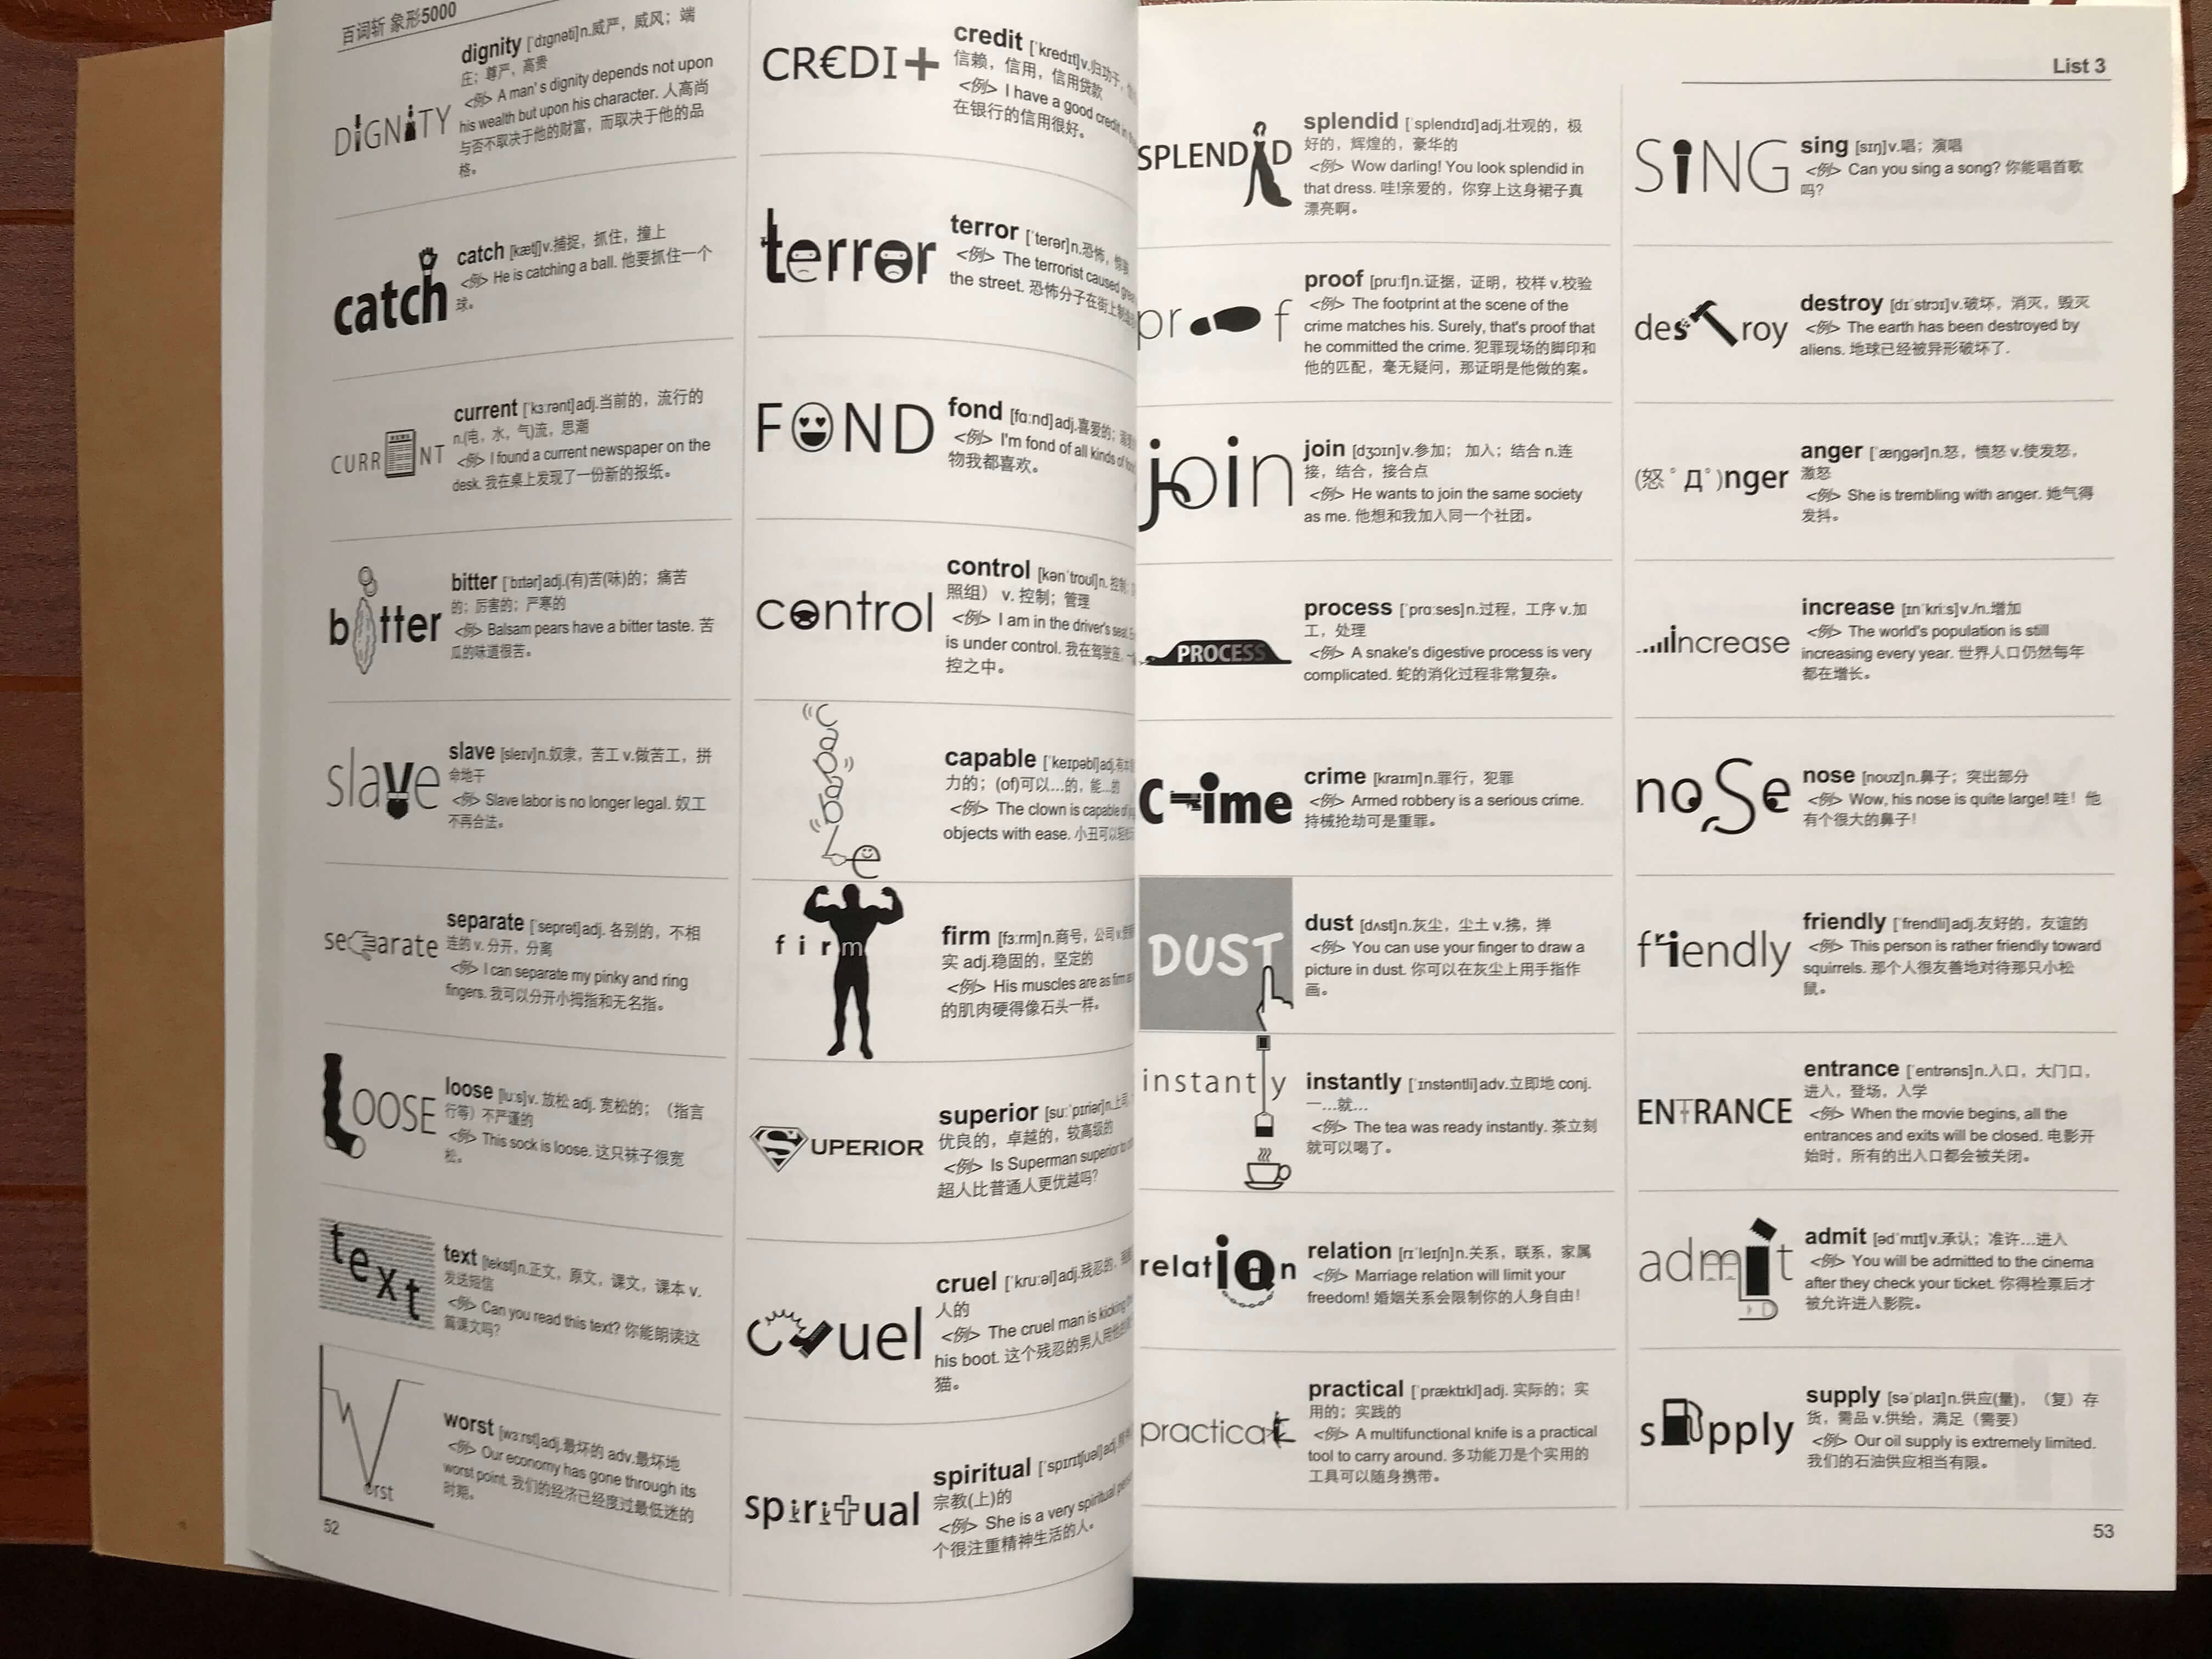 百词斩 象形5000
DIGNITY
dignity [ˈdɪgnəti]n.威严，威风；端
庄；尊严，高贵
<例> A man's dignity depends not upon
his wealth but upon his character. 人高尚
与否不取决于他的财富，而取决于他的品
格。
catch
catch [kætʃ]v.捕捉，抓住，撞上
<例> He is catching a ball. 他要抓住一个
球。
CURR NT
current [ˈkɜːrənt]adj.当前的，流行的
n.(电，水，气)流，思潮
<例> I found a current newspaper on the
desk. 我在桌上发现了一份新的报纸。
bitter
bitter [ˈbɪtər]adj.(有)苦(味)的；痛苦
的；厉害的；严寒的
<例> Balsam pears have a bitter taste. 苦
瓜的味道很苦。
slave
slave [sleɪv]n.奴隶，苦工 v.做苦工，拼
命地干
<例> Slave labor is no longer legal. 奴工
不再合法。
se arate
separate [ˈseprət]adj. 各别的，不相
连的 v. 分开，分离
<例> I can separate my pinky and ring
fingers. 我可以分开小拇指和无名指。
LOOSE
loose [luːs]v. 放松 adj. 宽松的；（指言
行等）不严谨的
<例> This sock is loose. 这只袜子很宽
松。
text
text [tekst]n.正文，原文，课文，课本 v.
发送短信
<例> Can you read this text? 你能朗读这
篇课文吗？
worst
worst [wɜːrst]adj.最坏的 adv.最坏地
<例> Our economy has gone through its
worst point. 我们的经济已经度过最低迷的
时期。
52
CR€DI+
credit [ˈkredɪt]v.归功于，
信赖，信用，信用贷款
<例> I have a good credit in
在银行的信用很好。
terror
terror [ˈterər]n.恐怖，
<例> The terrorist caused
the street. 恐怖分子在街上
FOND
fond [fɑːnd]adj.喜爱的；
<例> I'm fond of all kinds of
物我都喜欢。
control
control [kənˈtroʊl]n. 控制；
照组） v. 控制；管理
<例> I am in the driver's seat.
is under control. 我在驾驶座，一
控之中。
capable
capable [ˈkeɪpəbl]adj.
力的；(of)可以…的，能…的
<例> The clown is capable of
objects with ease. 小丑可以
firm
firm [fɜːrm]n.商号，公司
实 adj.稳固的，坚定的
<例> His muscles are as firm
的肌肉硬得像石头一样。
SUPERIOR
superior [suːˈpɪriər]n.上司
优良的，卓越的，较高级的
<例> Is Superman superior to
超人比普通人更优越吗？
cruel
cruel [ˈkruːəl]adj.残忍的，
人的
<例> The cruel man is kicking
his boot. 这个残忍的男人用他的
猫。
spiritual
spiritual [ˈspɪrɪtʃuəl]adj.
宗教(上)的
<例> She is a very spiritual
个很注重精神生活的人。
List 3
SPLENDID
splendid [ˈsplendɪd]adj.壮观的，极
好的，辉煌的，豪华的
<例> Wow darling! You look splendid in
that dress. 哇!亲爱的，你穿上这身裙子真
漂亮啊。
pr f
proof [pruːf]n.证据，证明，校样 v.校验
<例> The footprint at the scene of the
crime matches his. Surely, that's proof that
he committed the crime. 犯罪现场的脚印和
他的匹配，毫无疑问，那证明是他做的案。
join
join [dʒɔɪn]v.参加； 加入；结合 n.连
接，结合，接合点
<例> He wants to join the same society
as me. 他想和我加入同一个社团。
PROCESS
process [ˈprɑːses]n.过程，工序 v.加
工，处理
<例> A snake's digestive process is very
complicated. 蛇的消化过程非常复杂。
Crime
crime [kraɪm]n.罪行，犯罪
<例> Armed robbery is a serious crime.
持械抢劫可是重罪。
DUST
dust [dʌst]n.灰尘，尘土 v.拂，掸
<例> You can use your finger to draw a
picture in dust. 你可以在灰尘上用手指作
画。
instantly
instantly [ˈɪnstəntli]adv.立即地 conj.
一…就…
<例> The tea was ready instantly. 茶立刻
就可以喝了。
relation
relation [rɪˈleɪʃn]n.关系，联系，家属
<例> Marriage relation will limit your
freedom! 婚姻关系会限制你的人身自由！
practical
practical [ˈpræktɪkl]adj. 实际的；实
用的；实践的
<例> A multifunctional knife is a practical
tool to carry around. 多功能刀是个实用的
工具可以随身携带。
SING
sing [sɪŋ]v.唱；演唱
<例> Can you sing a song? 你能唱首歌
吗?
des roy
destroy [dɪˈstrɔɪ]v.破坏，消灭，毁灭
<例> The earth has been destroyed by
aliens. 地球已经被异形破坏了.
(怒°Д°)nger
anger [ˈæŋgər]n.怒，愤怒 v.使发怒，
激怒
<例> She is trembling with anger. 她气得
发抖。
increase
increase [ɪnˈkriːs]v./n.增加
<例> The world's population is still
increasing every year. 世界人口仍然每年
都在增长。
noSe
nose [noʊz]n.鼻子；突出部分
<例> Wow, his nose is quite large! 哇！他
有个很大的鼻子！
friendly
friendly [ˈfrendli]adj.友好的，友谊的
<例> This person is rather friendly toward
squirrels. 那个人很友善地对待那只小松
鼠。
ENTRANCE
entrance [ˈentrəns]n.入口，大门口，
进入，登场，入学
<例> When the movie begins, all the
entrances and exits will be closed. 电影开
始时，所有的出入口都会被关闭。
admit
admit [ədˈmɪt]v.承认；准许…进入
<例> You will be admitted to the cinema
after they check your ticket. 你得检票后才
被允许进入影院。
supply
supply [səˈplaɪ]n.供应(量)，（复）存
货，需品 v.供给，满足（需要）
<例> Our oil supply is extremely limited.
我们的石油供应相当有限。
53